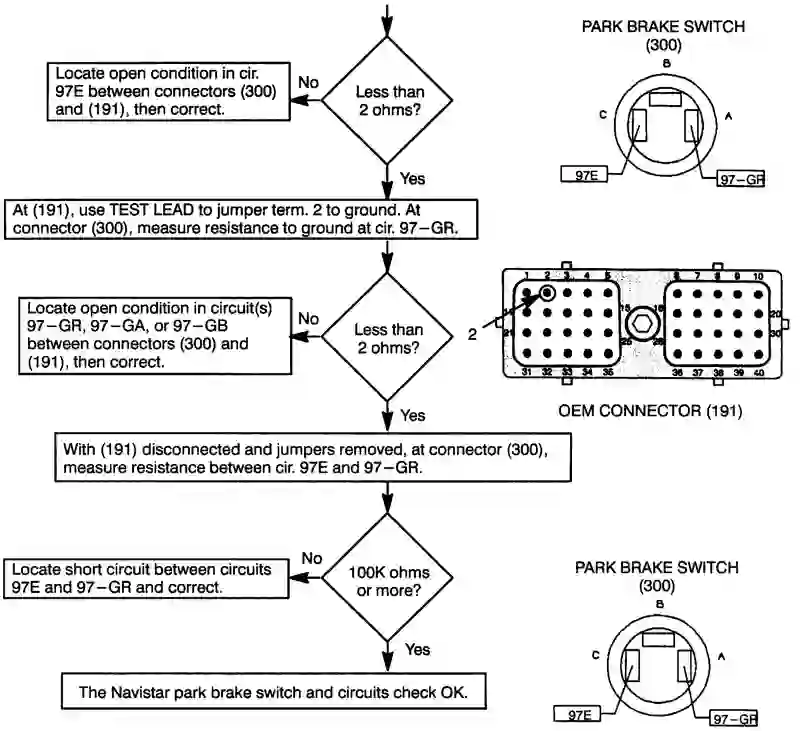 Less than
2 ohms?
No
Locate open condition in cir.
97E between connectors (300)
and (191), then correct.
Yes
PARK BRAKE SWITCH
(300)
B
C
A
97E
97–GR
At (191), use TEST LEAD to jumper term. 2 to ground. At
connector (300), measure resistance to ground at cir. 97–GR.
Less than
2 ohms?
No
Locate open condition in circuit(s)
97–GR, 97–GA, or 97–GB
between connectors (300) and
(191), then correct.
Yes
1 2 3 4 5 6 7 8 9 10
15 16 20
2
21 25 26 30
31 32 33 34 35 36 37 38 39 40
OEM CONNECTOR (191)
With (191) disconnected and jumpers removed, at connector (300),
measure resistance between cir. 97E and 97–GR.
100K ohms
or more?
No
Locate short circuit between circuits
97E and 97–GR and correct.
Yes
The Navistar park brake switch and circuits check OK.
PARK BRAKE SWITCH
(300)
B
C
A
97E
97–GR